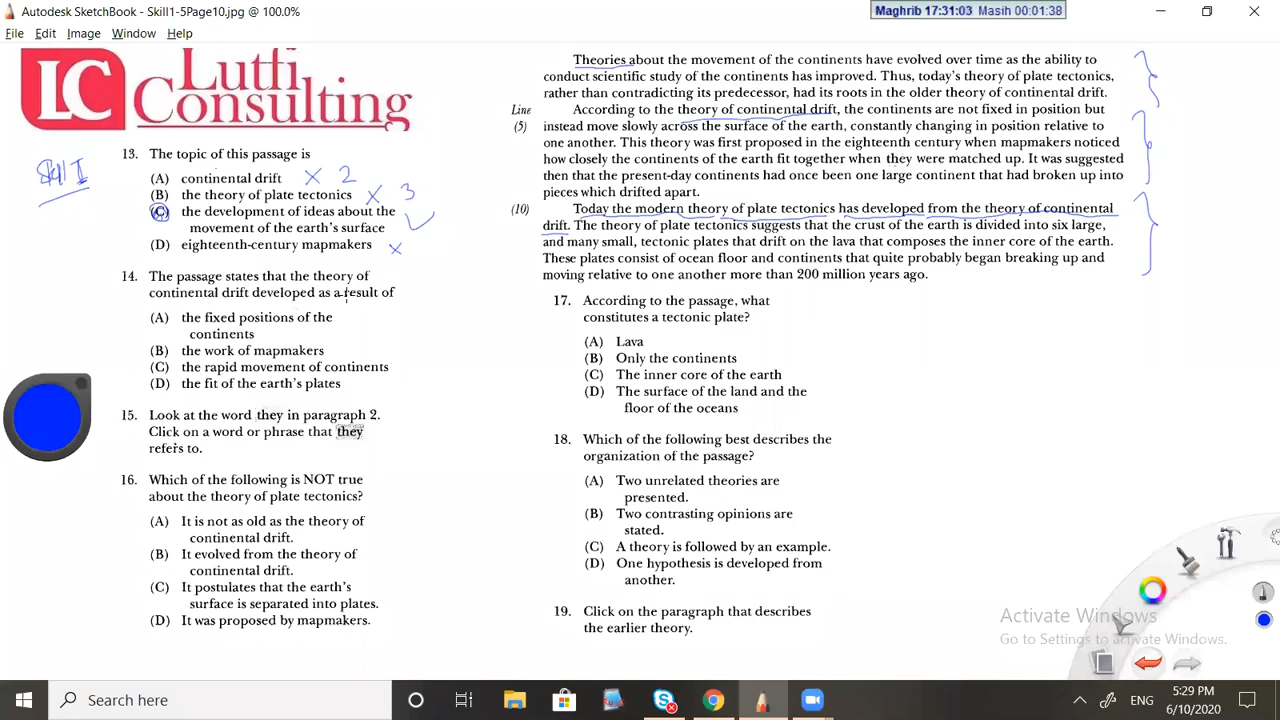 Autodesk SketchBook - Skill1-5Page10.jpg @ 100.0%
Maghrib 17:31:03 Masih 00:01:38
File Edit Image Window Help
LC Lutfi
Consulting
Skill I
13. The topic of this passage is
(A) continental drift X 2
(B) the theory of plate tectonics X 3
(C) the development of ideas about the
movement of the earth's surface
(D) eighteenth-century mapmakers X
14. The passage states that the theory of
continental drift developed as a result of
(A) the fixed positions of the
continents
(B) the work of mapmakers
(C) the rapid movement of continents
(D) the fit of the earth's plates
15. Look at the word they in paragraph 2.
Click on a word or phrase that they
refers to.
16. Which of the following is NOT true
about the theory of plate tectonics?
(A) It is not as old as the theory of
continental drift.
(B) It evolved from the theory of
continental drift.
(C) It postulates that the earth's
surface is separated into plates.
(D) It was proposed by mapmakers.
Theories about the movement of the continents have evolved over time as the ability to
conduct scientific study of the continents has improved. Thus, today's theory of plate tectonics,
rather than contradicting its predecessor, had its roots in the older theory of continental drift.
Line According to the theory of continental drift, the continents are not fixed in position but
(5) instead move slowly across the surface of the earth, constantly changing in position relative to
one another. This theory was first proposed in the eighteenth century when mapmakers noticed
how closely the continents of the earth fit together when they were matched up. It was suggested
then that the present-day continents had once been one large continent that had broken up into
pieces which drifted apart.
(10) Today the modern theory of plate tectonics has developed from the theory of continental
drift. The theory of plate tectonics suggests that the crust of the earth is divided into six large,
and many small, tectonic plates that drift on the lava that composes the inner core of the earth.
These plates consist of ocean floor and continents that quite probably began breaking up and
moving relative to one another more than 200 million years ago.
17. According to the passage, what
constitutes a tectonic plate?
(A) Lava
(B) Only the continents
(C) The inner core of the earth
(D) The surface of the land and the
floor of the oceans
18. Which of the following best describes the
organization of the passage?
(A) Two unrelated theories are
presented.
(B) Two contrasting opinions are
stated.
(C) A theory is followed by an example.
(D) One hypothesis is developed from
another.
19. Click on the paragraph that describes
the earlier theory.
Activate Windows
Go to Settings to activate Windows.
Search here
ENG
5:29 PM
6/10/2020